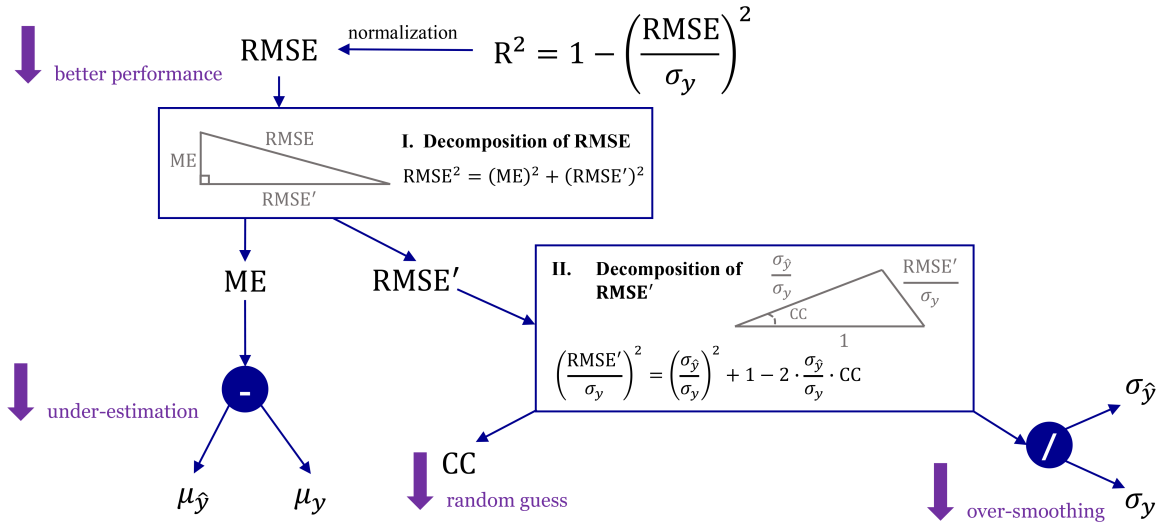 RMSE
normalization
R² = 1 − (RMSE / σ_y)²
better performance
I. Decomposition of RMSE
RMSE² = (ME)² + (RMSE′)²
ME
RMSE
RMSE′
ME
RMSE′
II. Decomposition of
RMSE′
σ_ŷ / σ_y
RMSE′ / σ_y
CC
1
(RMSE′ / σ_y)² = (σ_ŷ / σ_y)² + 1 − 2 · σ_ŷ / σ_y · CC
-
under-estimation
μ_ŷ
μ_y
CC
random guess
/
σ_ŷ
σ_y
over-smoothing